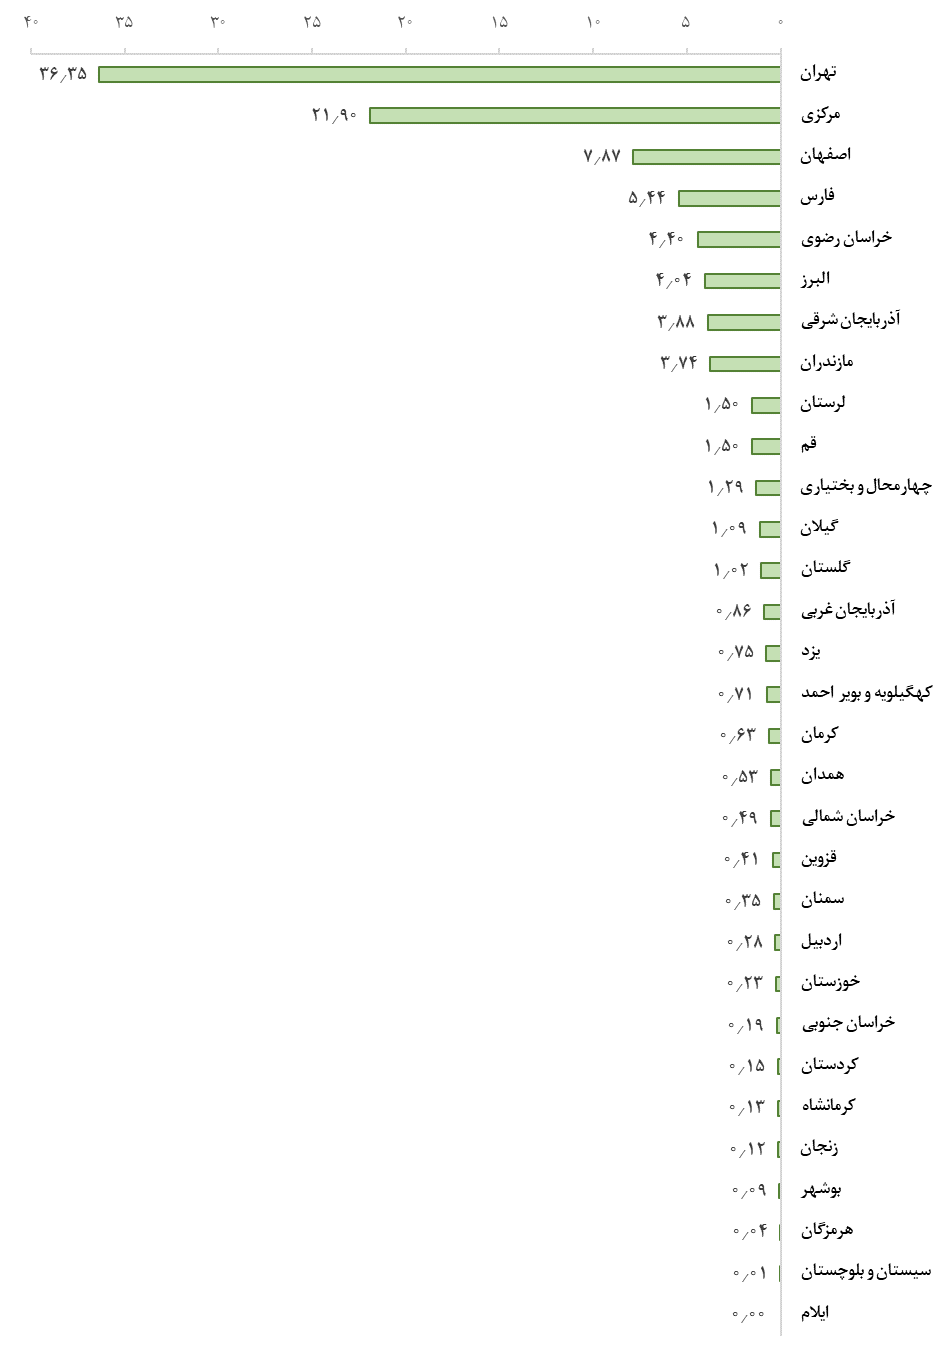 ۰ ۵ ۱۰ ۱۵ ۲۰ ۲۵ ۳۰ ۳۵ ۴۰
تهران ۳۶٫۳۵
مرکزی ۲۱٫۹۰
اصفهان ۷٫۸۷
فارس ۵٫۴۴
خراسان رضوی ۴٫۴۰
البرز ۴٫۰۴
آذربایجان شرقی ۳٫۸۸
مازندران ۳٫۷۴
لرستان ۱٫۵۰
قم ۱٫۵۰
چهارمحال و بختیاری ۱٫۲۹
گیلان ۱٫۰۹
گلستان ۱٫۰۲
آذربایجان غربی ۰٫۸۶
یزد ۰٫۷۵
کهگیلویه و بویر احمد ۰٫۷۱
کرمان ۰٫۶۳
همدان ۰٫۵۳
خراسان شمالی ۰٫۴۹
قزوین ۰٫۴۱
سمنان ۰٫۳۵
اردبیل ۰٫۲۸
خوزستان ۰٫۲۳
خراسان جنوبی ۰٫۱۹
کردستان ۰٫۱۵
کرمانشاه ۰٫۱۳
زنجان ۰٫۱۲
بوشهر ۰٫۰۹
هرمزگان ۰٫۰۴
سیستان و بلوچستان ۰٫۰۱
ایلام ۰٫۰۰